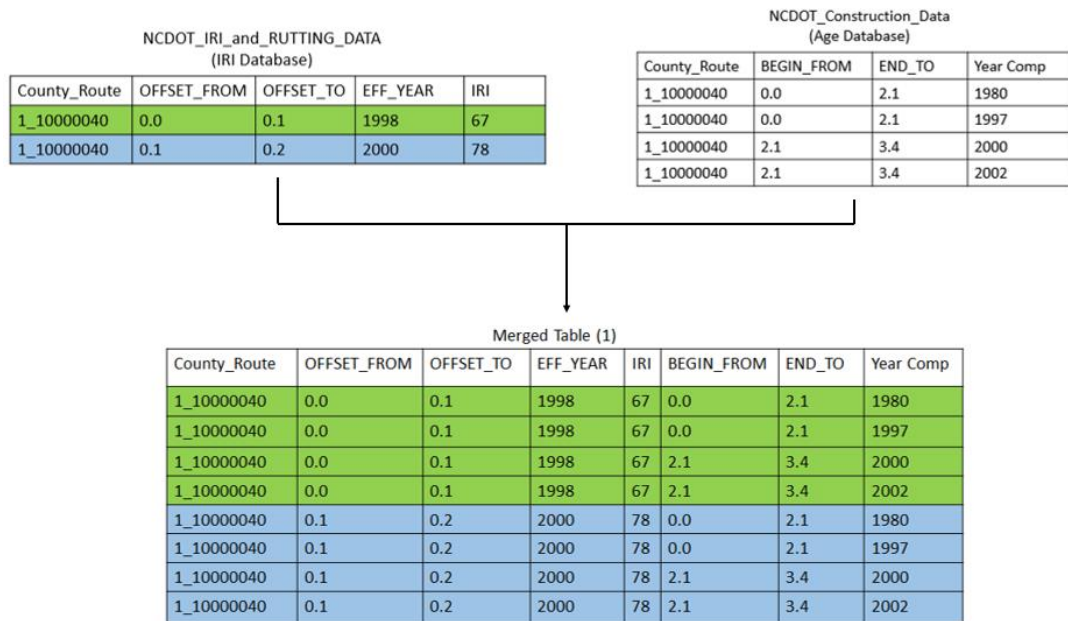 NCDOT_IRI_and_RUTTING_DATA
(IRI Database)
County_Route OFFSET_FROM OFFSET_TO EFF_YEAR IRI
1_10000040 0.0 0.1 1998 67
1_10000040 0.1 0.2 2000 78
NCDOT_Construction_Data
(Age Database)
County_Route BEGIN_FROM END_TO Year Comp
1_10000040 0.0 2.1 1980
1_10000040 0.0 2.1 1997
1_10000040 2.1 3.4 2000
1_10000040 2.1 3.4 2002
Merged Table (1)
County_Route OFFSET_FROM OFFSET_TO EFF_YEAR IRI BEGIN_FROM END_TO Year Comp
1_10000040 0.0 0.1 1998 67 0.0 2.1 1980
1_10000040 0.0 0.1 1998 67 0.0 2.1 1997
1_10000040 0.0 0.1 1998 67 2.1 3.4 2000
1_10000040 0.0 0.1 1998 67 2.1 3.4 2002
1_10000040 0.1 0.2 2000 78 0.0 2.1 1980
1_10000040 0.1 0.2 2000 78 0.0 2.1 1997
1_10000040 0.1 0.2 2000 78 2.1 3.4 2000
1_10000040 0.1 0.2 2000 78 2.1 3.4 2002